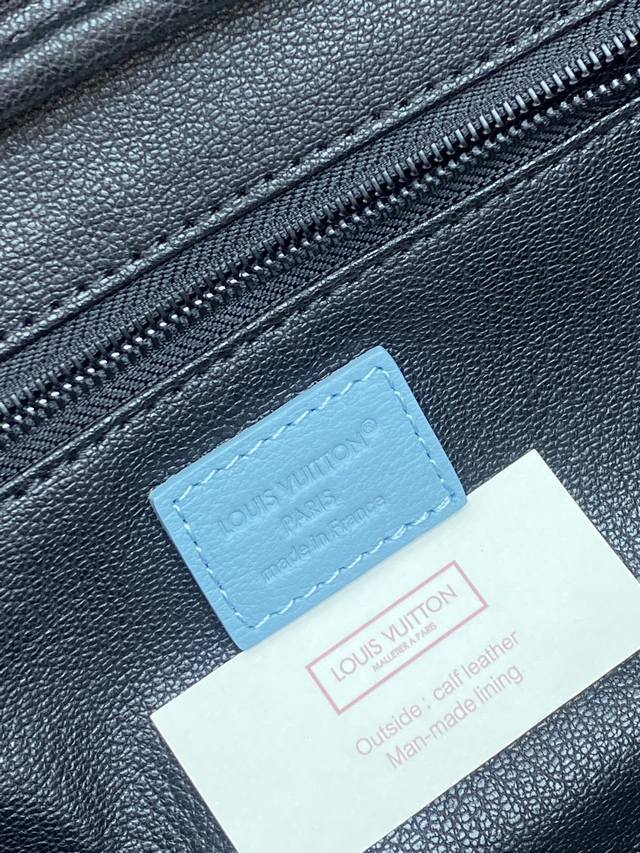 LOUIS VUITTON®
PARIS
made in France
LOUIS VUITTON
MALLETIER À PARIS
Outside : calf leather
Man-made lining